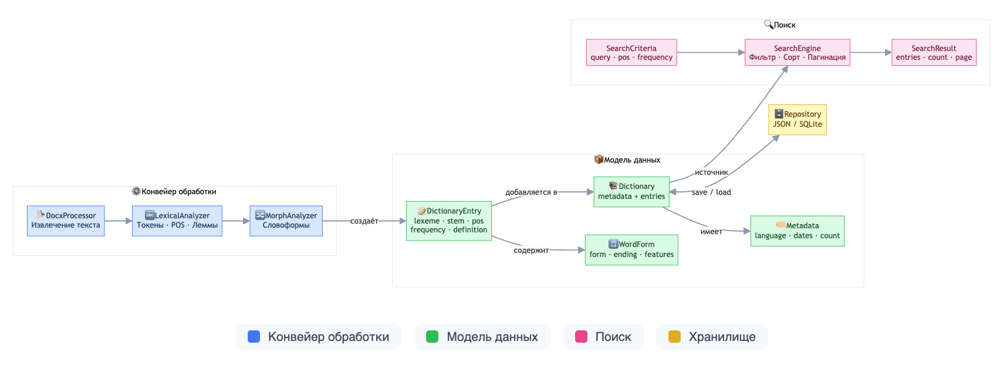 🔍Поиск
SearchCriteria
query · pos · frequency
SearchEngine
Фильтр · Сорт · Пагинация
SearchResult
entries · count · page
🗄️Repository
JSON / SQLite
источник
save / load
📦Модель данных
📚Dictionary
metadata + entries
добавляется в
📝DictionaryEntry
lexeme · stem · pos
frequency · definition
содержит
🔡WordForm
form · ending · features
имеет
🏷️Metadata
language · dates · count
⚙️Конвейер обработки
📄DocxProcessor
Извлечение текста
🔤LexicalAnalyzer
Токены · POS · Леммы
🔀MorphAnalyzer
Словоформы
создаёт
Конвейер обработки
Модель данных
Поиск
Хранилище